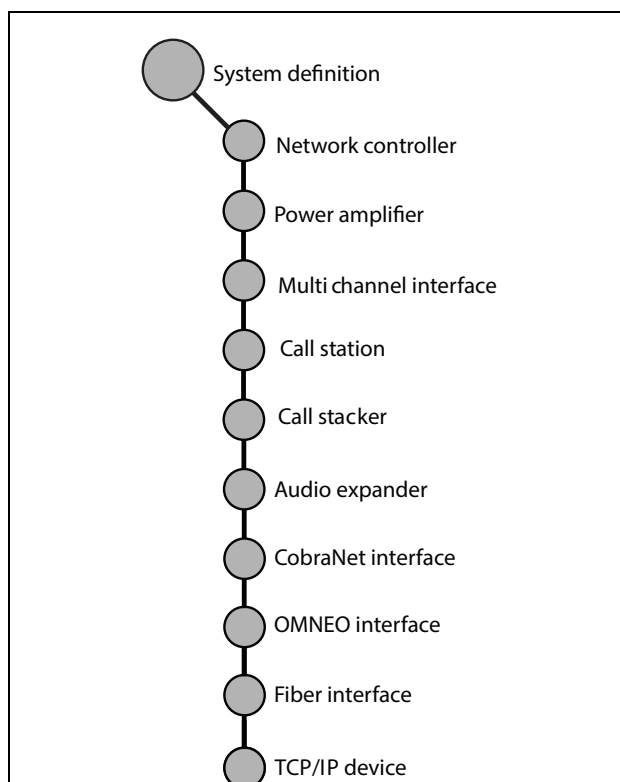 System definition
Network controller
Power amplifier
Multi channel interface
Call station
Call stacker
Audio expander
CobraNet interface
OMNEO interface
Fiber interface
TCP/IP device